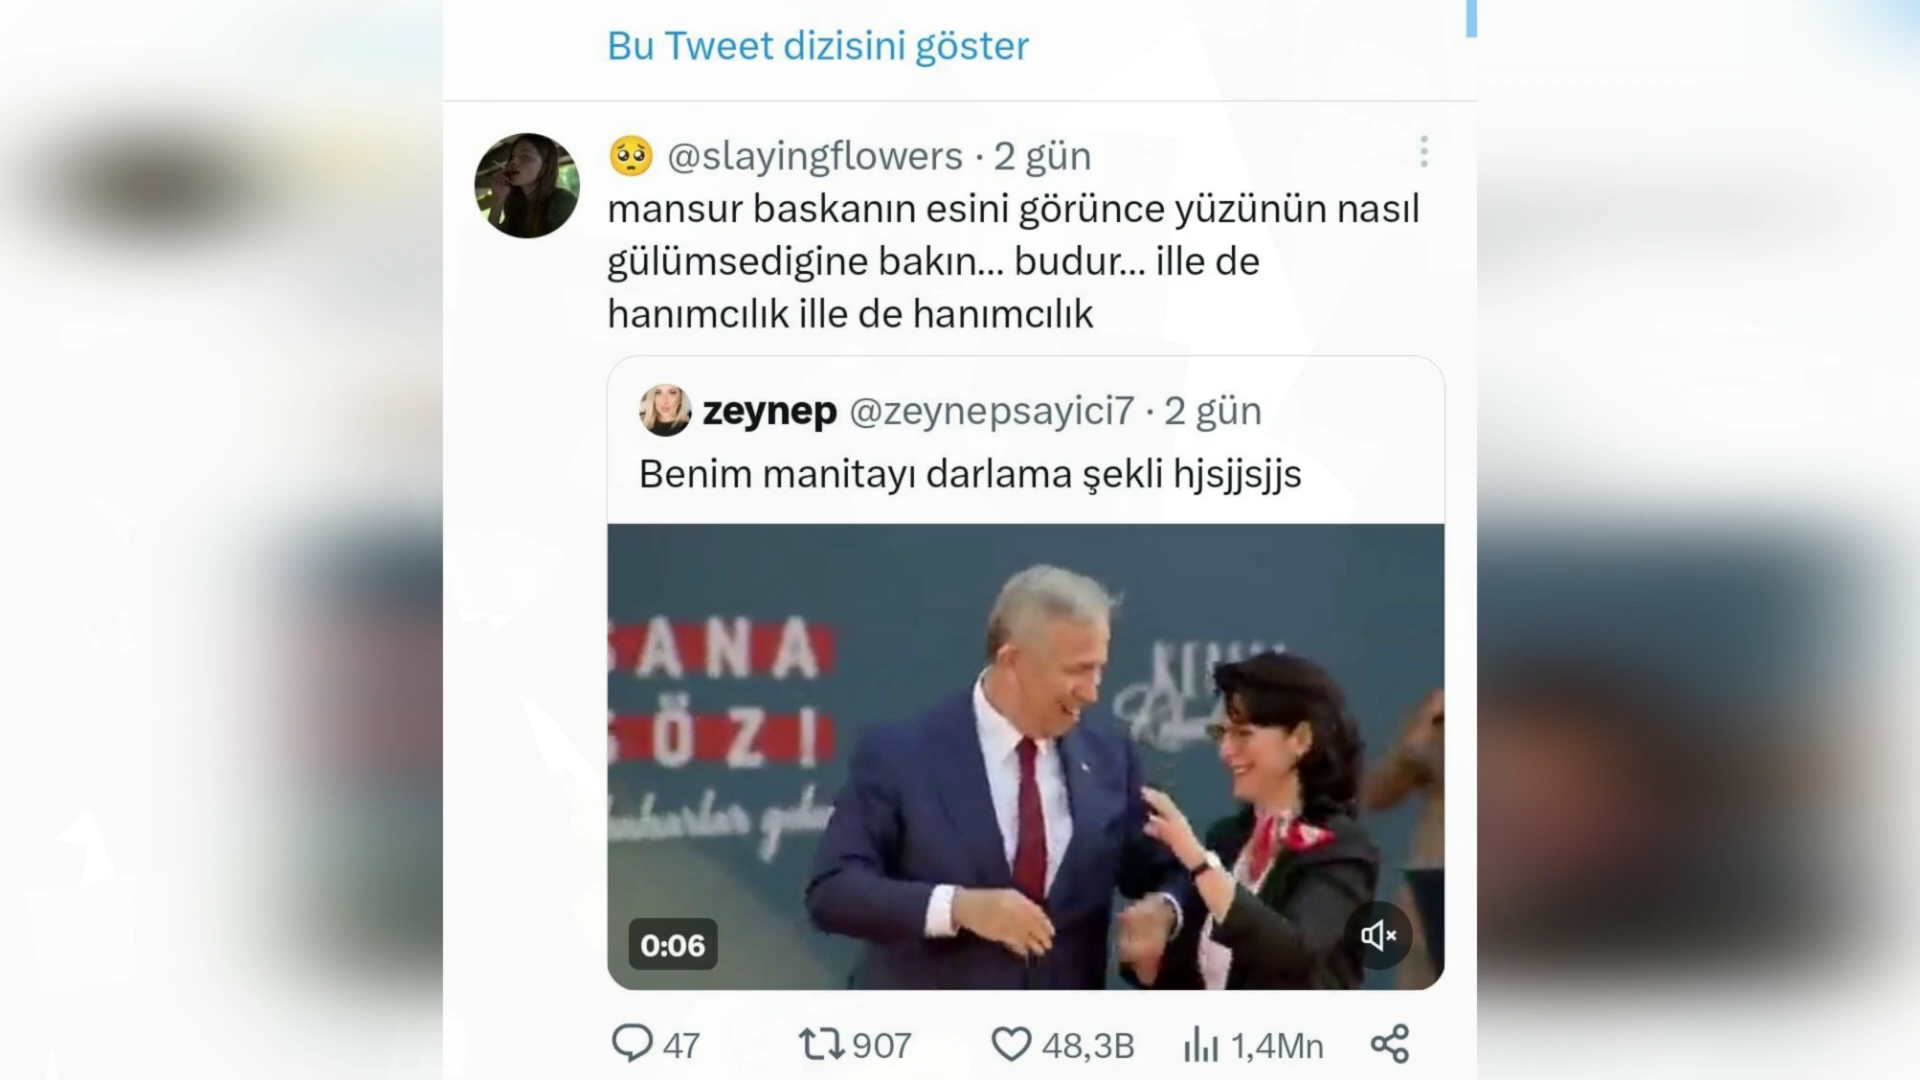 Bu Tweet dizisini göster
🥺 @slayingflowers · 2 gün
mansur baskanın esini görünce yüzünün nasıl
gülümsedigine bakın... budur... ille de
hanımcılık ille de hanımcılık
zeynep @zeynepsayici7 · 2 gün
Benim manitayı darlama şekli hjsjjsjjs
SANA
SÖZ!
0:06
47 907 48,3B 1,4Mn